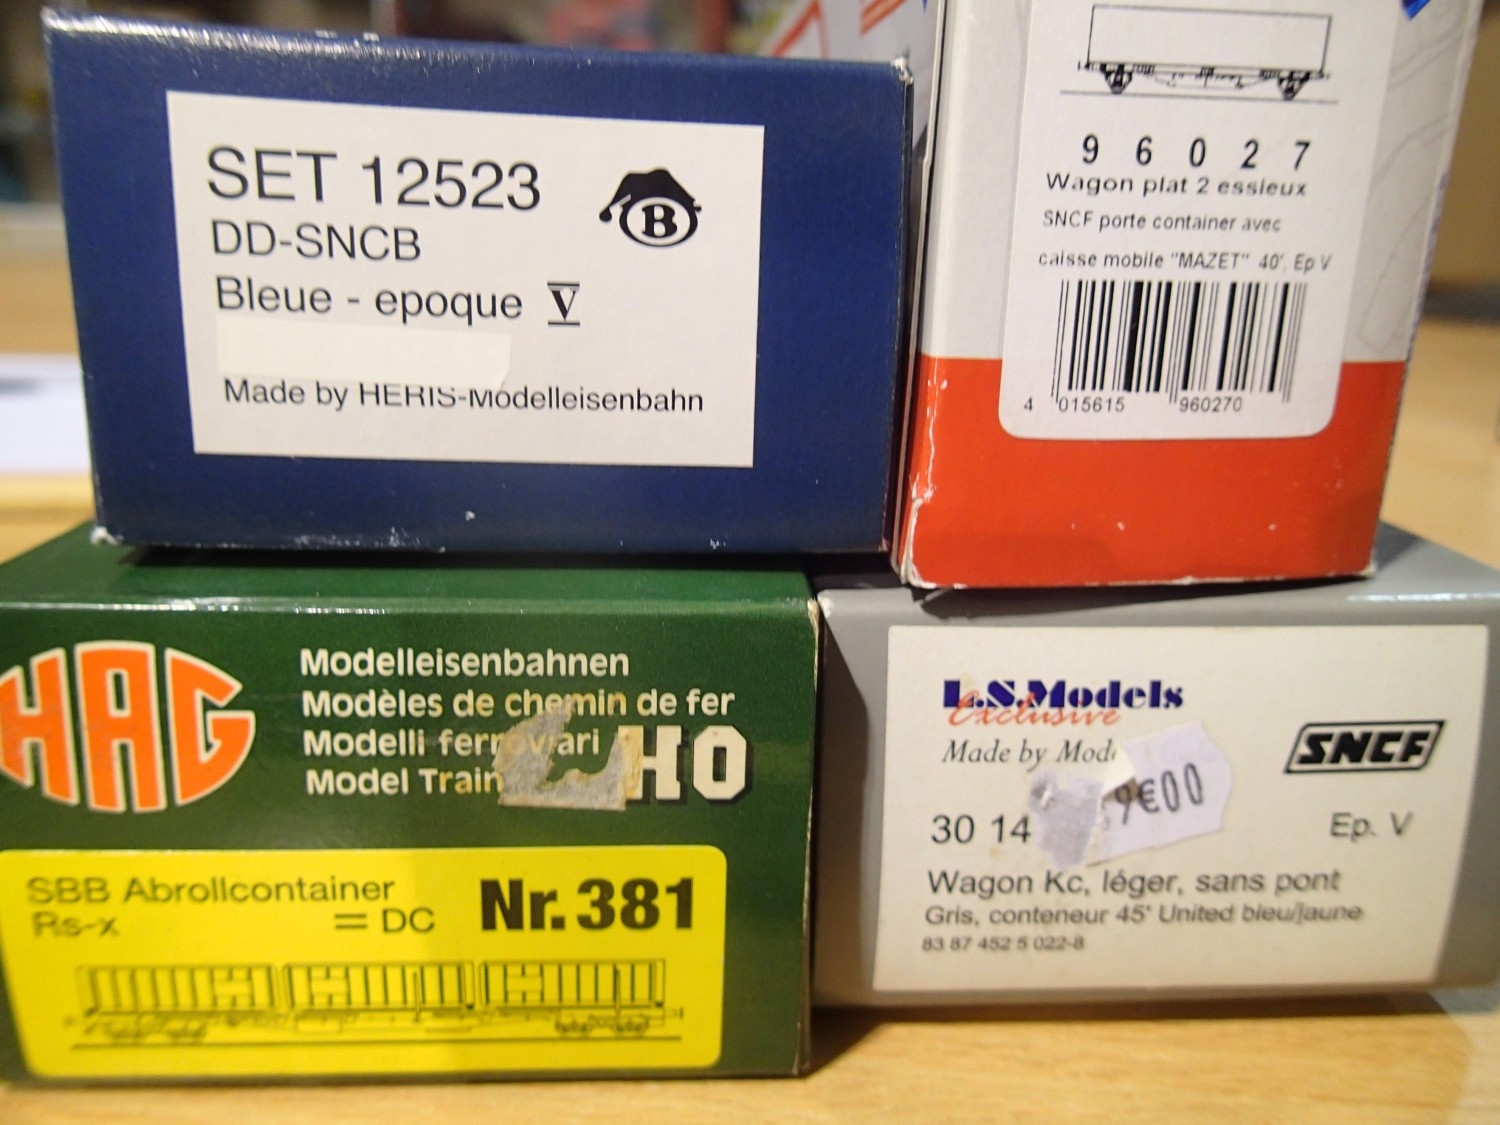 SET 12523
B
DD-SNCB
Bleue - epoque V
Made by HERIS-Modelleisenbahn
9 6 0 2 7
Wagon plat 2 essieux
SNCF porte container avec
caisse mobile "MAZET" 40', Ep V
4 015615 960270
HAG
Modelleisenbahnen
Modèles de chemin de fer
Modelli ferroviari
Model Train
HO
SBB Abrollcontainer
Rs-x = DC
Nr. 381
L.S.Models
Exclusive
Made by
SNCF
9€00
30 14
Ep. V
Wagon Kc, léger, sans pont
Gris, conteneur 45' United bleu/jaune
83 87 452 5 022-8